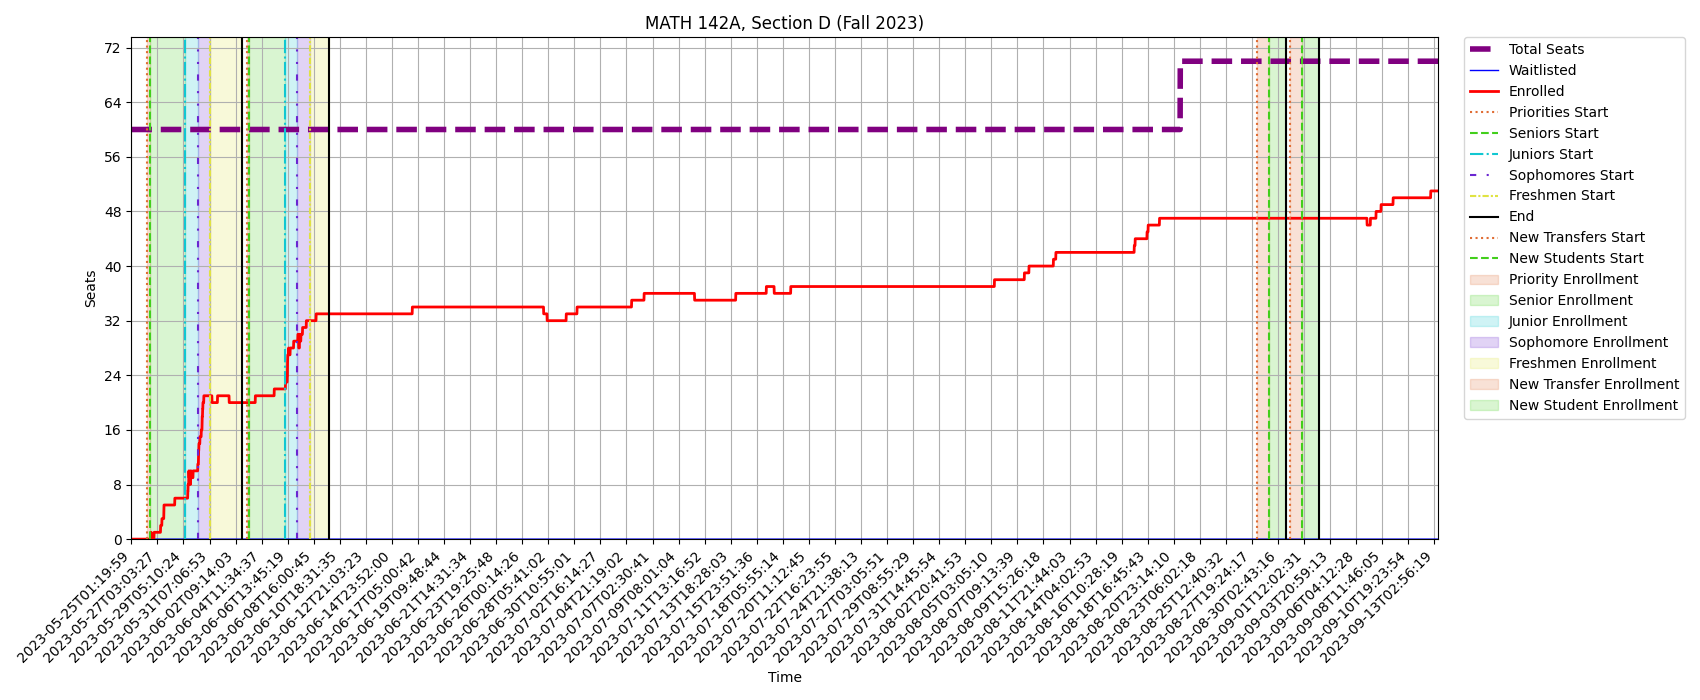 MATH 142A, Section D (Fall 2023)
72
64
56
48
40
32
24
16
8
0
Seats
2023-05-25T01:19:59
2023-05-27T03:03:27
2023-05-29T05:10:24
2023-05-31T07:06:53
2023-06-02T09:14:03
2023-06-04T11:34:37
2023-06-06T13:45:19
2023-06-08T16:00:45
2023-06-10T18:31:35
2023-06-12T21:03:23
2023-06-14T23:52:00
2023-06-17T05:00:42
2023-06-19T09:48:44
2023-06-21T14:31:34
2023-06-23T19:25:48
2023-06-26T00:14:26
2023-06-28T05:41:02
2023-06-30T10:55:01
2023-07-02T16:14:27
2023-07-04T21:19:02
2023-07-07T02:30:41
2023-07-09T08:01:04
2023-07-11T13:16:52
2023-07-13T18:28:03
2023-07-15T23:51:36
2023-07-18T05:55:14
2023-07-20T11:12:45
2023-07-22T16:23:55
2023-07-24T21:38:13
2023-07-27T03:05:51
2023-07-29T08:55:29
2023-07-31T14:45:54
2023-08-02T20:41:53
2023-08-05T03:05:10
2023-08-07T09:13:39
2023-08-09T15:26:18
2023-08-11T21:44:03
2023-08-14T04:02:53
2023-08-16T10:28:19
2023-08-18T16:45:43
2023-08-20T23:14:10
2023-08-23T06:02:18
2023-08-25T12:40:32
2023-08-27T19:24:17
2023-08-30T02:43:16
2023-09-01T12:02:31
2023-09-03T20:59:13
2023-09-06T04:12:28
2023-09-08T11:46:05
2023-09-10T19:23:54
2023-09-13T02:56:19
Time
Total Seats
Waitlisted
Enrolled
Priorities Start
Seniors Start
Juniors Start
Sophomores Start
Freshmen Start
End
New Transfers Start
New Students Start
Priority Enrollment
Senior Enrollment
Junior Enrollment
Sophomore Enrollment
Freshmen Enrollment
New Transfer Enrollment
New Student Enrollment